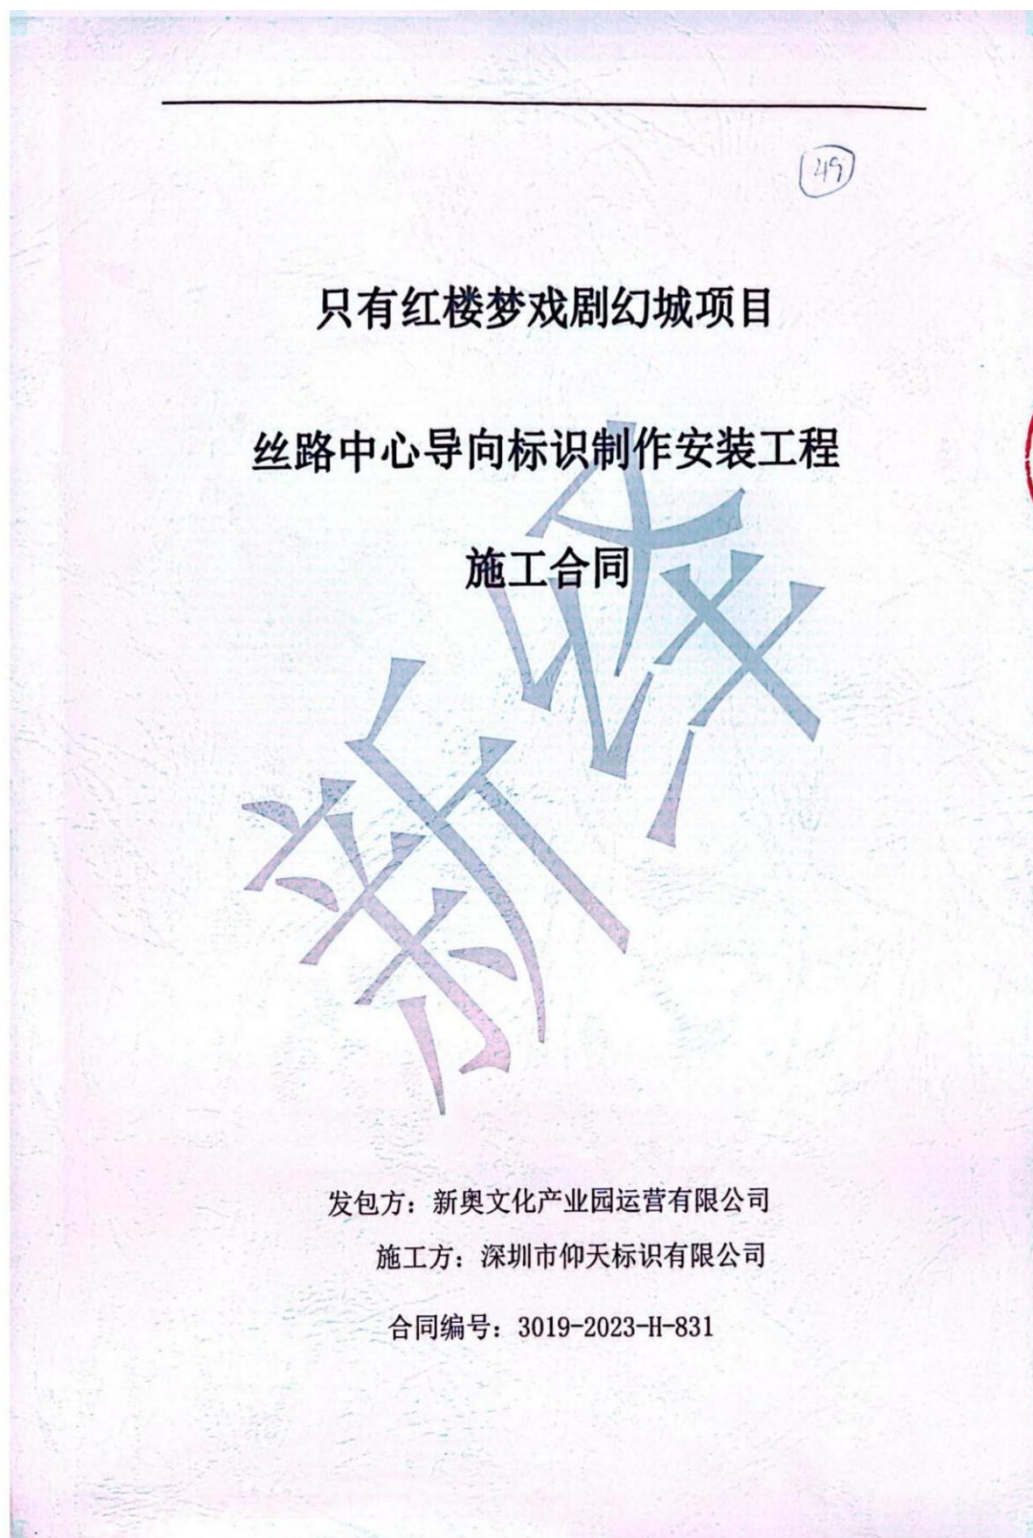 49
只有红楼梦戏剧幻城项目
丝路中心导向标识制作安装工程
施工合同
新绎
发包方：新奥文化产业园运营有限公司
施工方：深圳市仰天标识有限公司
合同编号：3019-2023-H-831